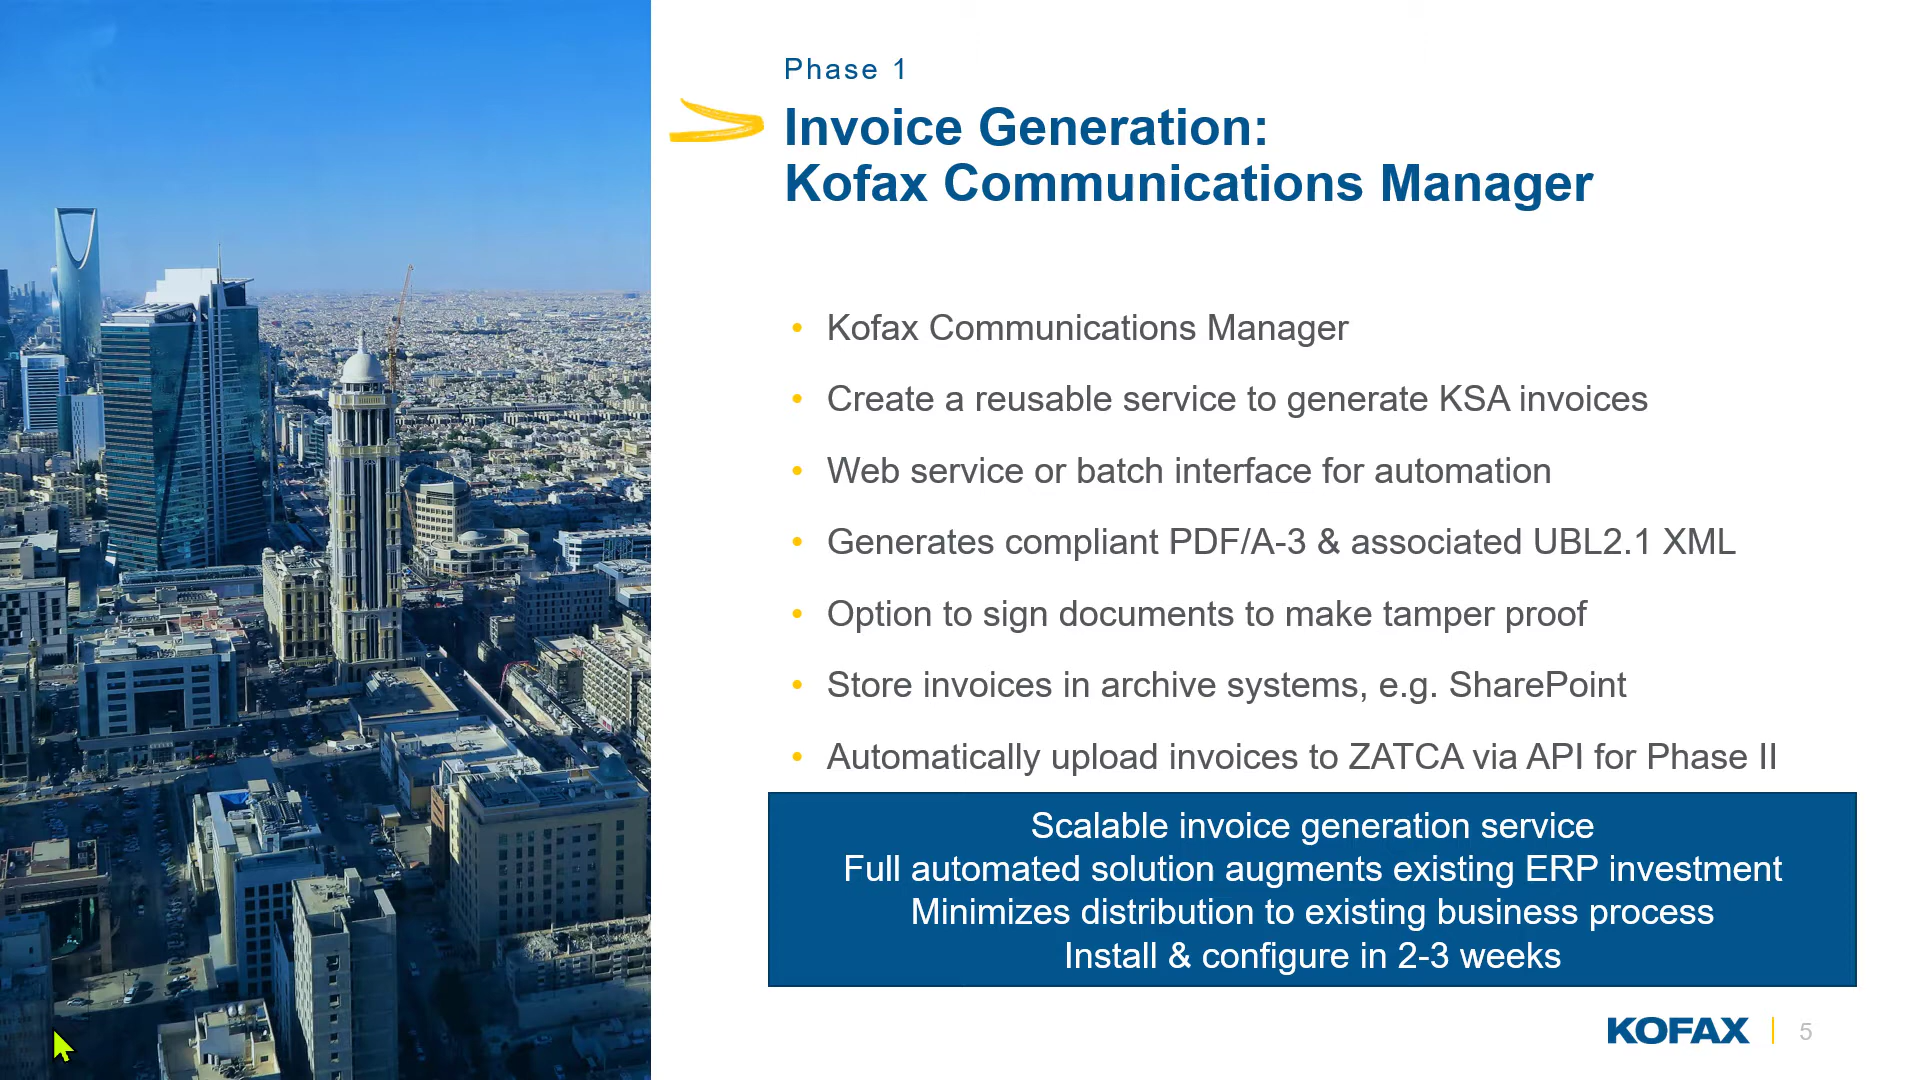 Phase 1
Invoice Generation:
Kofax Communications Manager
• Kofax Communications Manager
• Create a reusable service to generate KSA invoices
• Web service or batch interface for automation
• Generates compliant PDF/A-3 & associated UBL2.1 XML
• Option to sign documents to make tamper proof
• Store invoices in archive systems, e.g. SharePoint
• Automatically upload invoices to ZATCA via API for Phase II
Scalable invoice generation service
Full automated solution augments existing ERP investment
Minimizes distribution to existing business process
Install & configure in 2-3 weeks
KOFAX
5